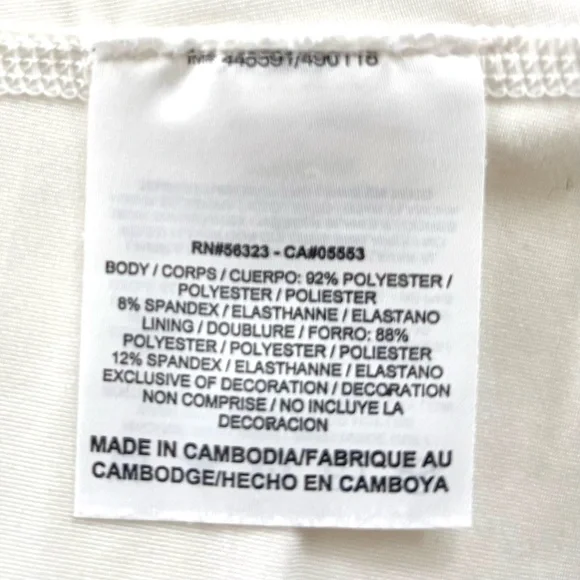 445591/490118
RN#56323 - CA#05553
BODY / CORPS / CUERPO: 92% POLYESTER /
POLYESTER / POLIESTER
8% SPANDEX / ELASTHANNE / ELASTANO
LINING / DOUBLURE / FORRO: 88%
POLYESTER / POLYESTER / POLIESTER
12% SPANDEX / ELASTHANNE / ELASTANO
EXCLUSIVE OF DECORATION / DECORATION
NON COMPRISE / NO INCLUYE LA
DECORACION
MADE IN CAMBODIA/FABRIQUE AU
CAMBODGE/HECHO EN CAMBOYA